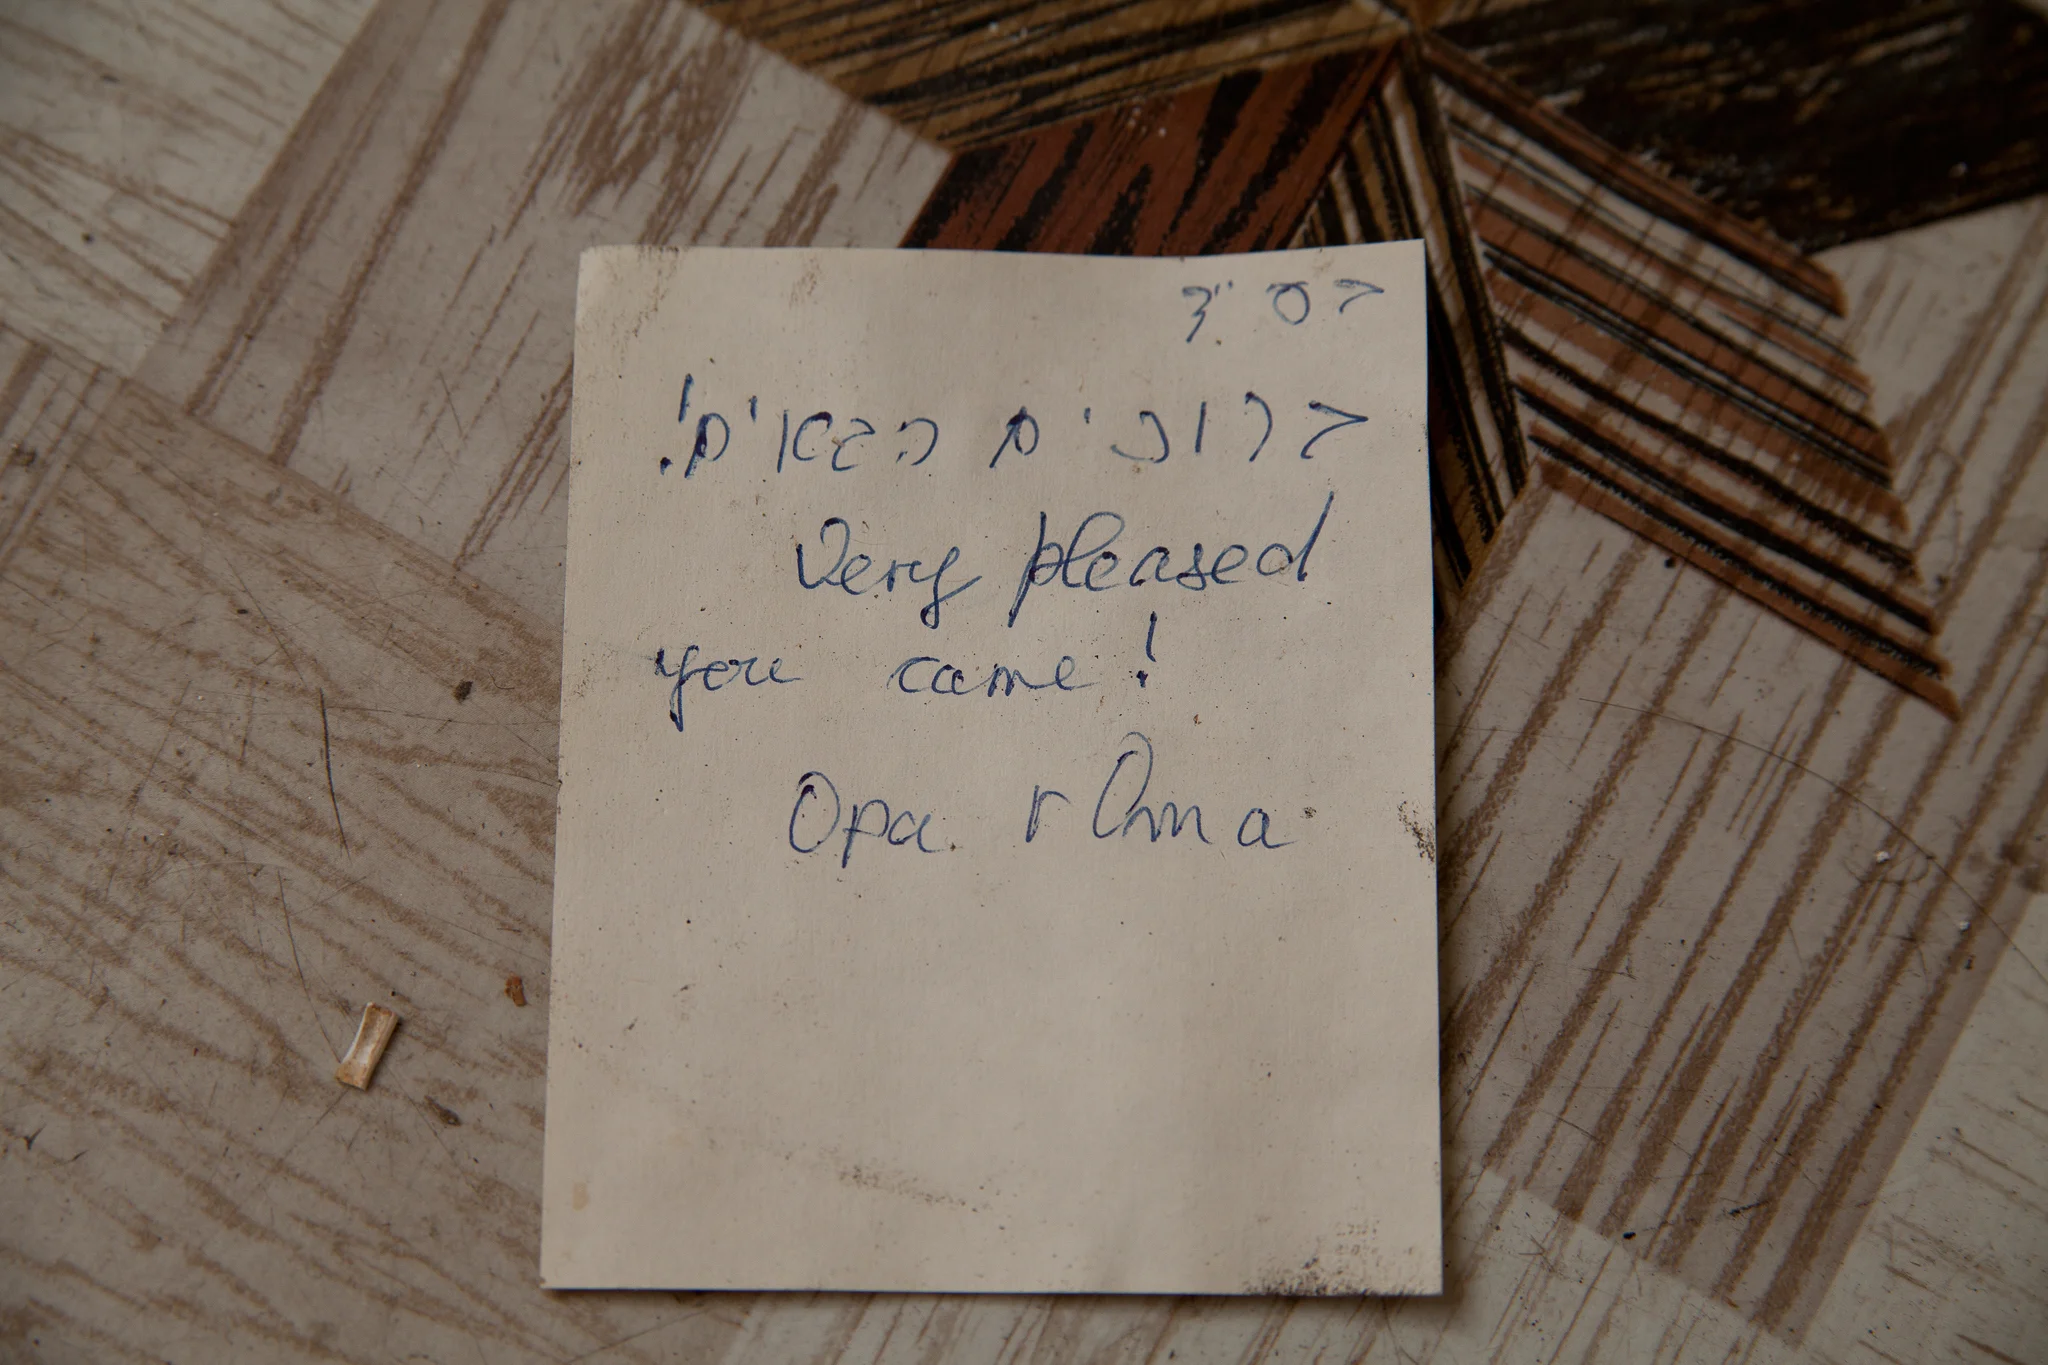 בס"ד
ברוכים הבאים!
Very pleased
you came!
Opa + Oma